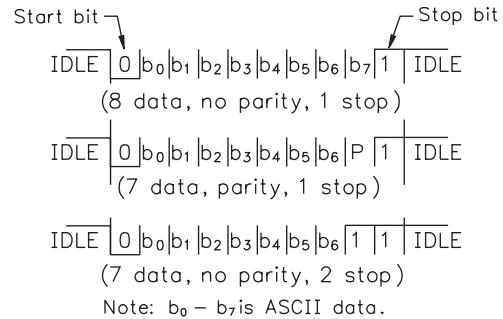 Start bit Stop bit
IDLE 0 b₀ b₁ b₂ b₃ b₄ b₅ b₆ b₇ 1 IDLE
(8 data, no parity, 1 stop)
IDLE 0 b₀ b₁ b₂ b₃ b₄ b₅ b₆ P 1 IDLE
(7 data, parity, 1 stop)
IDLE 0 b₀ b₁ b₂ b₃ b₄ b₅ b₆ 1 1 IDLE
(7 data, no parity, 2 stop)
Note: b₀ – b₇ is ASCII data.